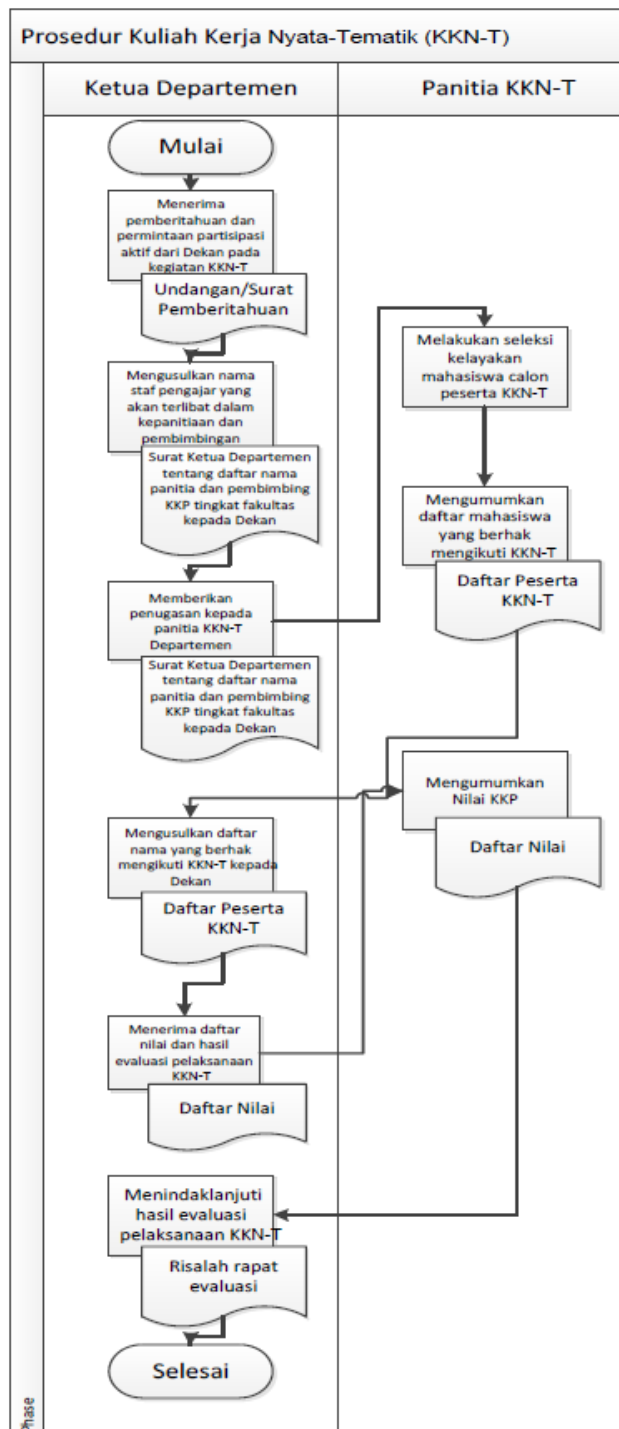 Prosedur Kuliah Kerja Nyata-Tematik (KKN-T)
Ketua Departemen
Panitia KKN-T
Mulai
Menerima
pemberitahuan dan
permintaan partisipasi
aktif dari Dekan pada
kegiatan KKN-T
Undangan/Surat
Pemberitahuan
Mengusulkan nama
staf pengajar yang
akan terlibat dalam
kepanitiaan dan
pembimbingan
Surat Ketua Departemen
tentang daftar nama
panitia dan pembimbing
KKP tingkat fakultas
kepada Dekan
Memberikan
penugasan kepada
panitia KKN-T
Departemen
Surat Ketua Departemen
tentang daftar nama
panitia dan pembimbing
KKP tingkat fakultas
kepada Dekan
Melakukan seleksi
kelayakan
mahasiswa calon
peserta KKN-T
Mengumumkan
daftar mahasiswa
yang berhak
mengikuti KKN-T
Daftar Peserta
KKN-T
Mengusulkan daftar
nama yang berhak
mengikuti KKN-T kepada
Dekan
Daftar Peserta
KKN-T
Menerima daftar
nilai dan hasil
evaluasi pelaksanaan
KKN-T
Daftar Nilai
Mengumumkan
Nilai KKP
Daftar Nilai
Menindaklanjuti
hasil evaluasi
pelaksanaan KKN-T
Risalah rapat
evaluasi
Selesai
Phase